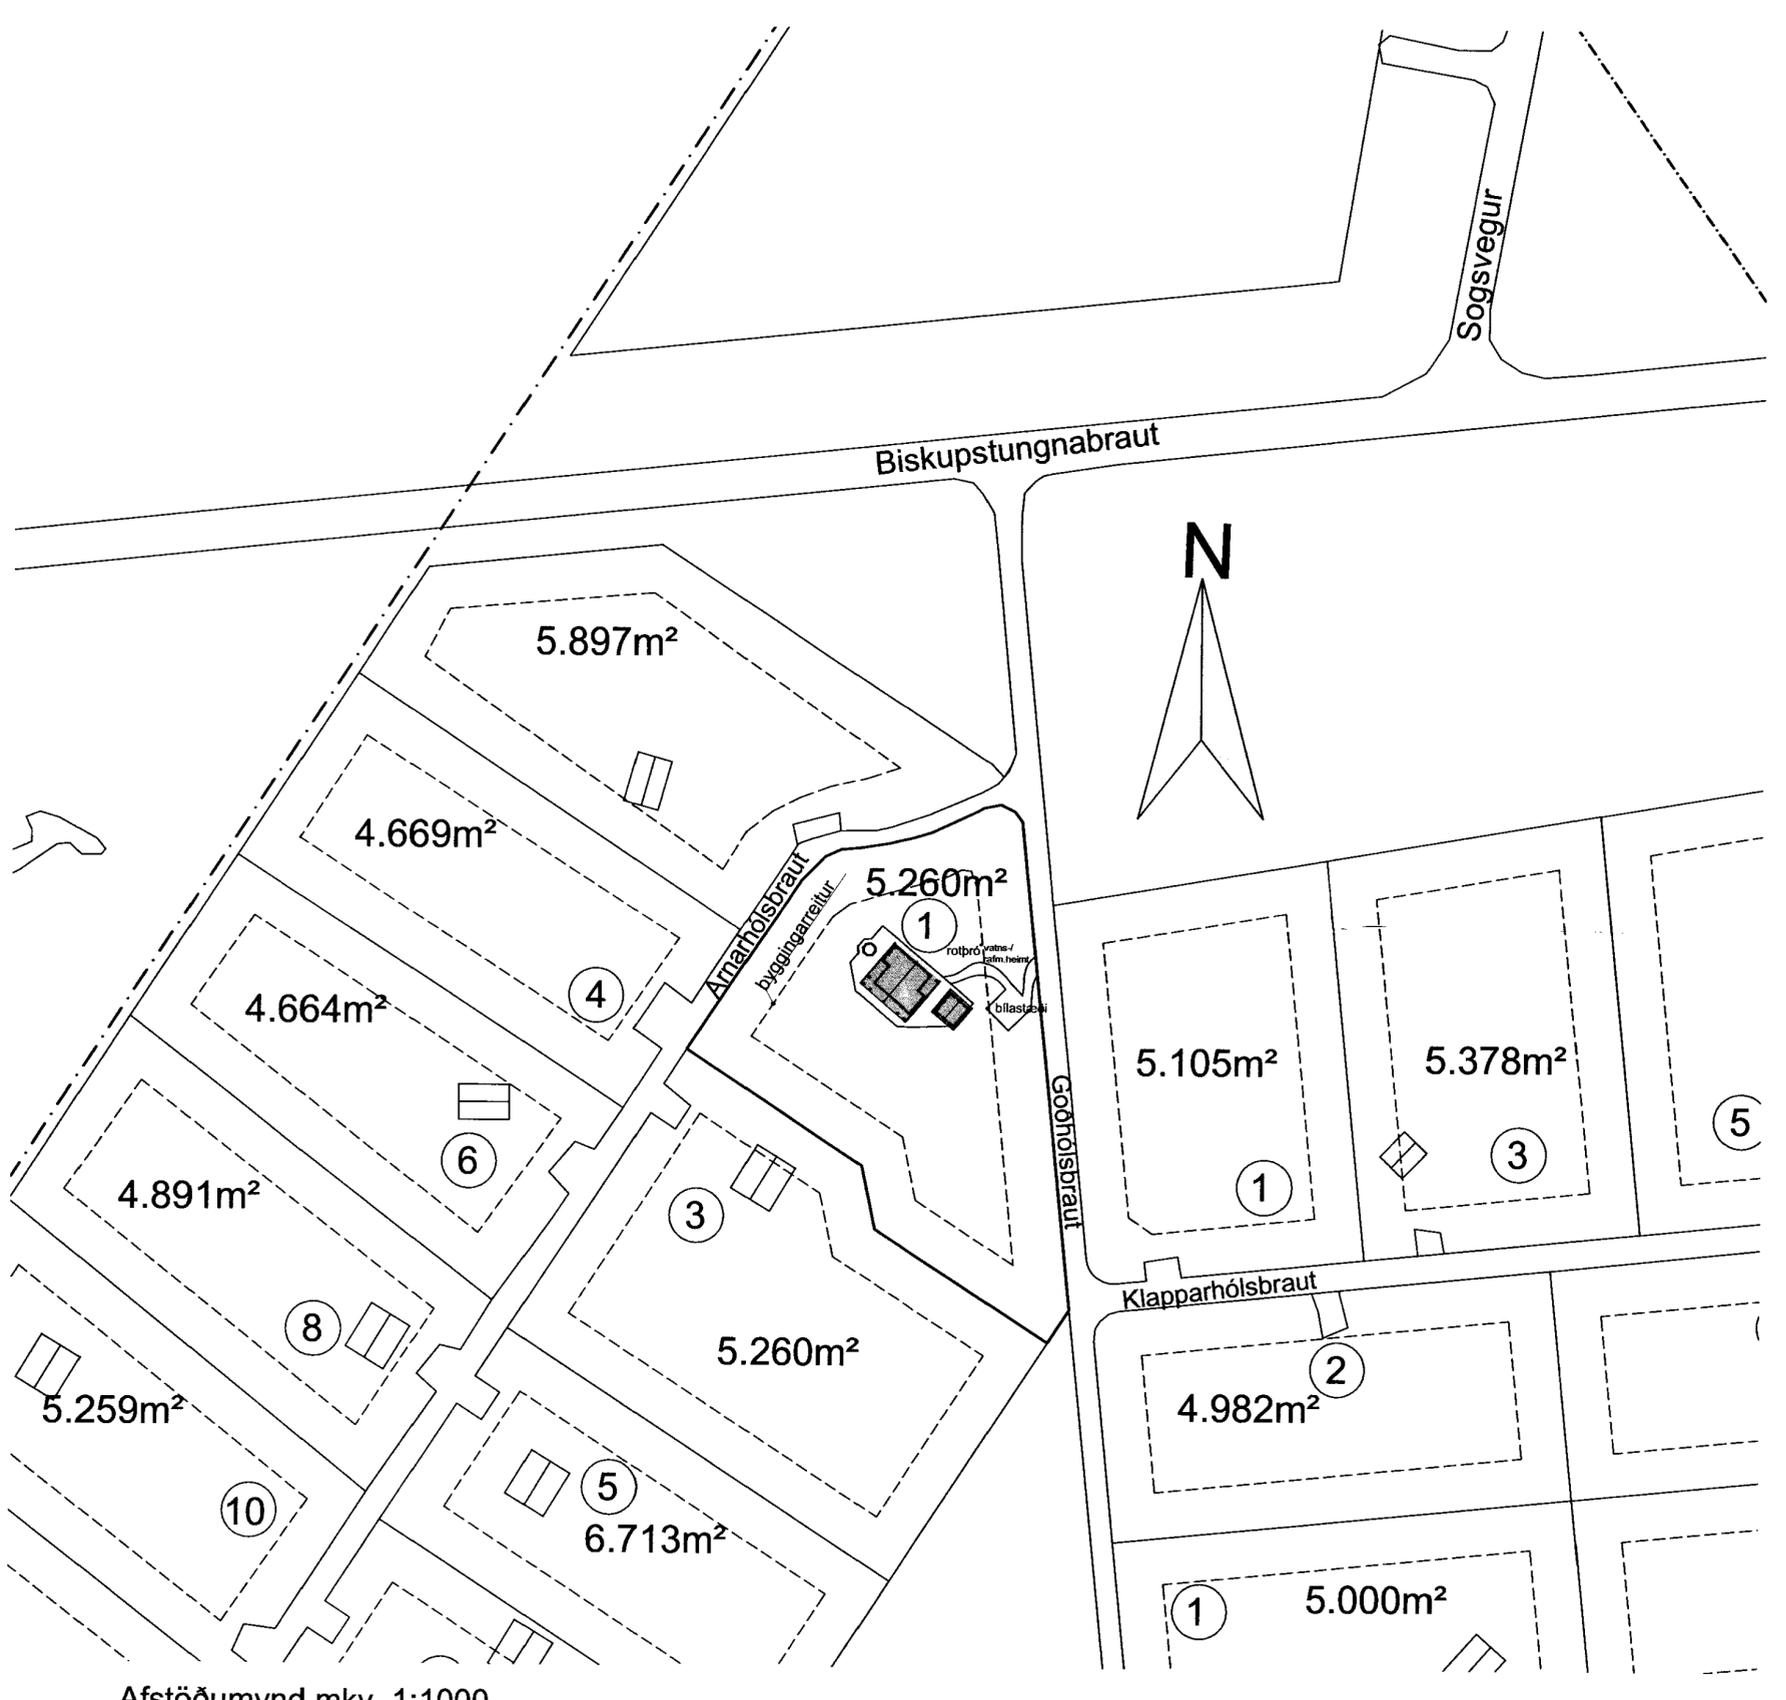 Sogsvegur
Biskupstungnabraut
N
5.897m²
4.669m²
Arnarhólsbraut
byggingarreitur
5.260m²
1
rotþró
vatns-/
rafm.heimt
bílastæði
4
4.664m²
5.105m²
5.378m²
Goðhólsbraut
5
6
3
1
4.891m²
3
Klapparhólsbraut
8
5.260m²
2
5.259m²
4.982m²
5
10
6.713m²
1
5.000m²
Afstöðumynd mkv. 1:1000